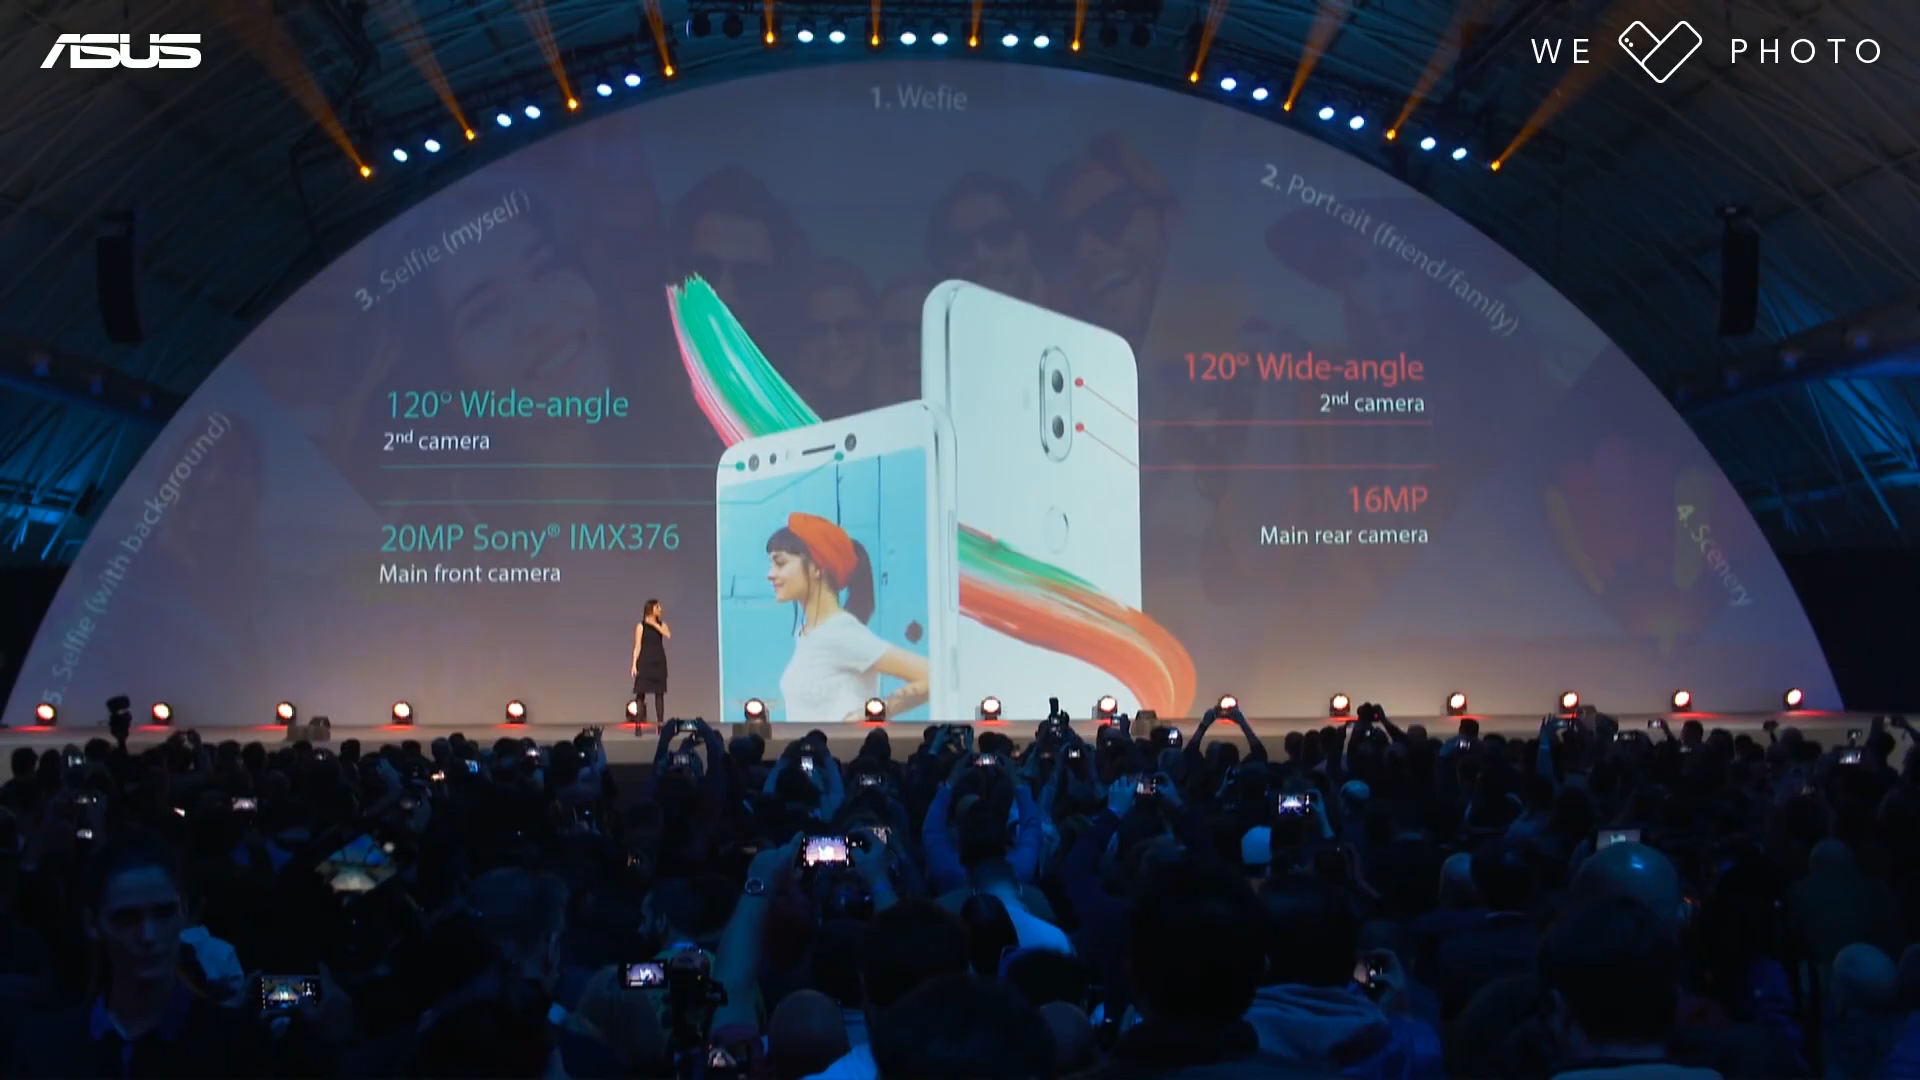 ASUS
WE PHOTO
1. Wefie
2. Portrait (friend/family)
3. Selfie (myself)
4. Scenery
5. Selfie (with background)
120° Wide-angle
2nd camera
20MP Sony® IMX376
Main front camera
120° Wide-angle
2nd camera
16MP
Main rear camera